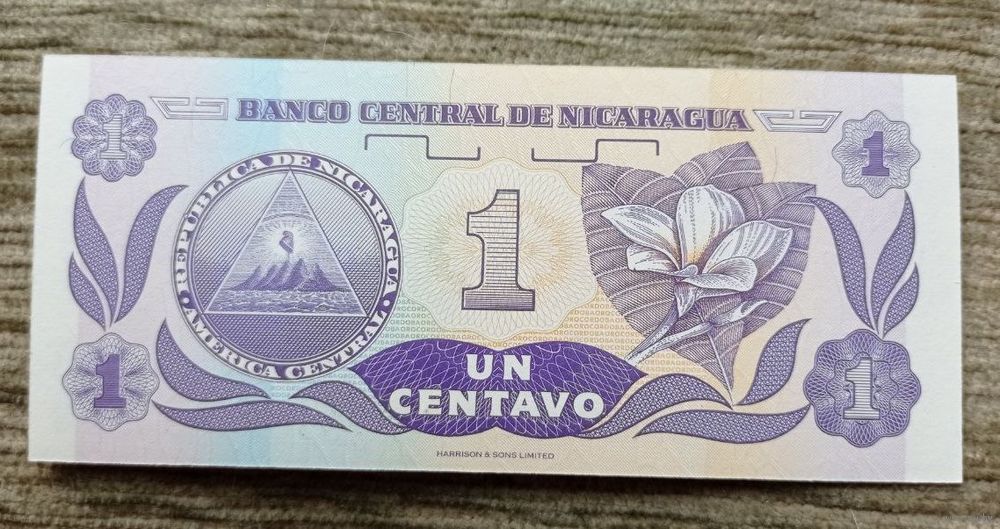 BANCO CENTRAL DE NICARAGUA
1
1
REPUBLICA DE NICARAGUA
AMERICA CENTRAL
1
UN
CENTAVO
1
1
HARRISON & SONS LIMITED